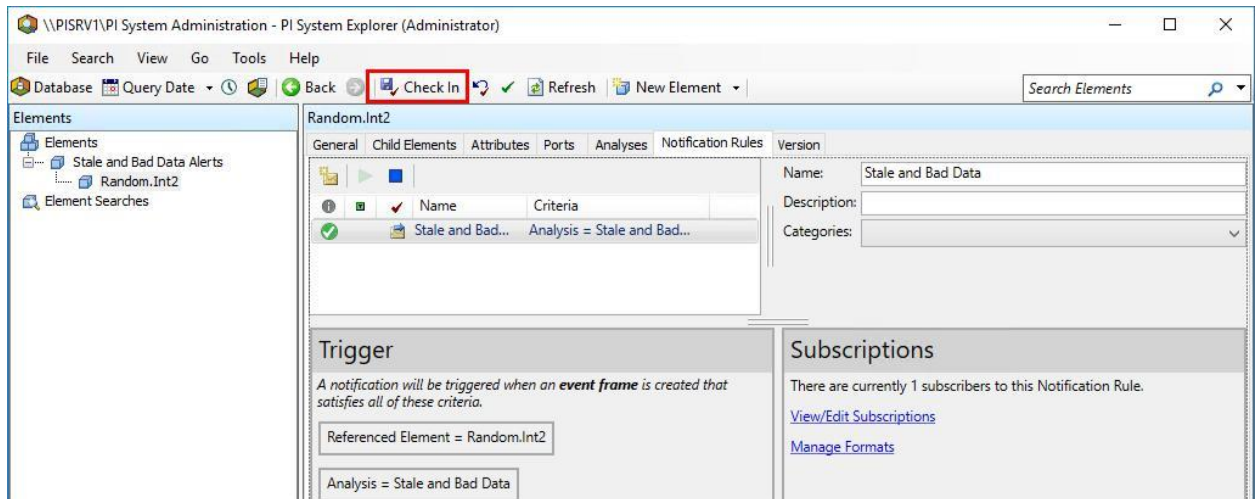 \\PISRV1\PI System Administration - PI System Explorer (Administrator)
File Search View Go Tools Help
Database Query Date Back Check In Refresh New Element Search Elements
Elements
Elements
Stale and Bad Data Alerts
Random.Int2
Element Searches
Random.Int2
General Child Elements Attributes Ports Analyses Notification Rules Version
Name Criteria
Stale and Bad... Analysis = Stale and Bad...
Name: Stale and Bad Data
Description:
Categories:
Trigger
A notification will be triggered when an event frame is created that
satisfies all of these criteria.
Referenced Element = Random.Int2
Analysis = Stale and Bad Data
Subscriptions
There are currently 1 subscribers to this Notification Rule.
View/Edit Subscriptions
Manage Formats